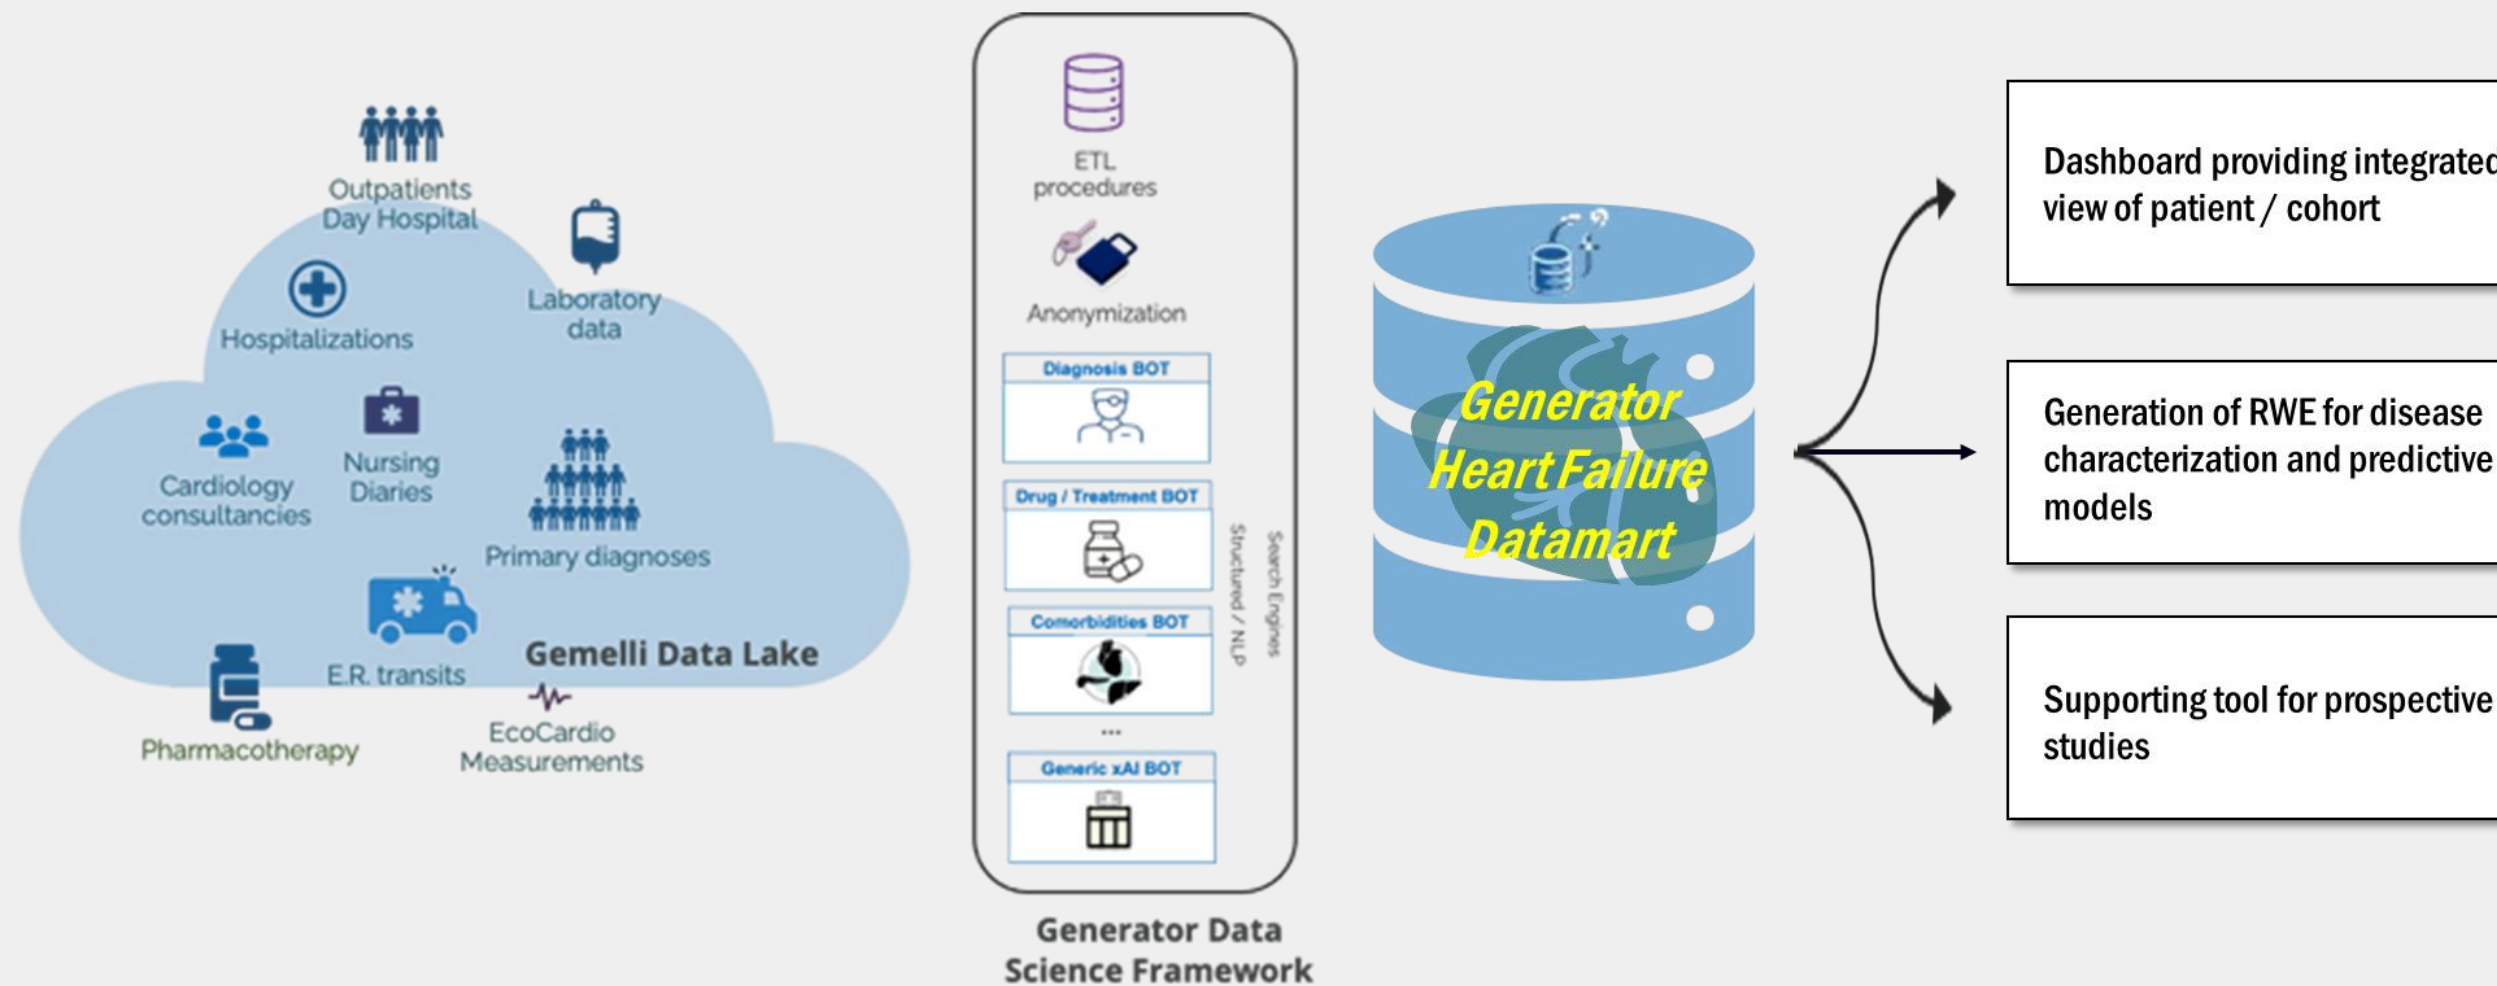 Outpatients
Day Hospital
Laboratory
data
Hospitalizations
Cardiology
consultancies
Nursing
Diaries
Primary diagnoses
E.R. transits
Gemelli Data Lake
Pharmacotherapy
EcoCardio
Measurements
ETL
procedures
Anonymization
Diagnosis BOT
Drug / Treatment BOT
Comorbidities BOT
...
Generic xAI BOT
Search Engines
Structured / NLP
Generator Data
Science Framework
Generator
Heart Failure
Datamart
Dashboard providing integrated
view of patient / cohort
Generation of RWE for disease
characterization and predictive
models
Supporting tool for prospective
studies